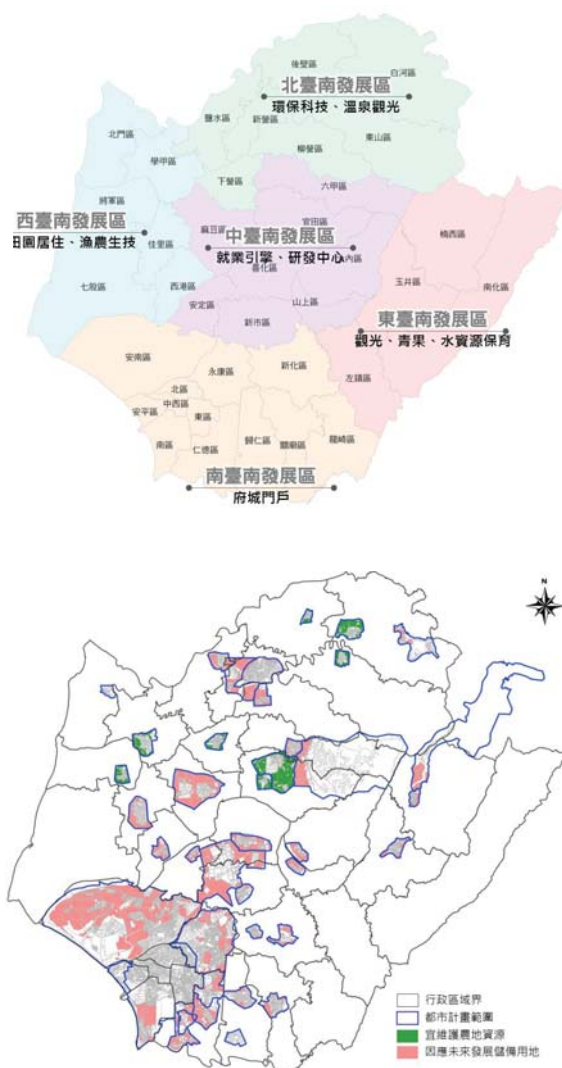 後壁區
白河區
北臺南發展區
環保科技、溫泉觀光
鹽水區
新營區
東山區
柳營區
下營區
北門區
學甲區
將軍區
西臺南發展區
田園居住、漁農生技
佳里區
七股區
西港區
六甲區
官田區
麻豆區
中臺南發展區
就業引擎、研發中心
善化區
大內區
山上區
安定區
新市區
楠西區
玉井區
南化區
東臺南發展區
觀光、青果、水資源保育
左鎮區
安南區
永康區
新化區
北區
中西區
安平區
東區
南區
仁德區
歸仁區
關廟區
龍崎區
南臺南發展區
府城門戶
N
行政區域界
都市計畫範圍
宜維護農地資源
因應未來發展儲備用地